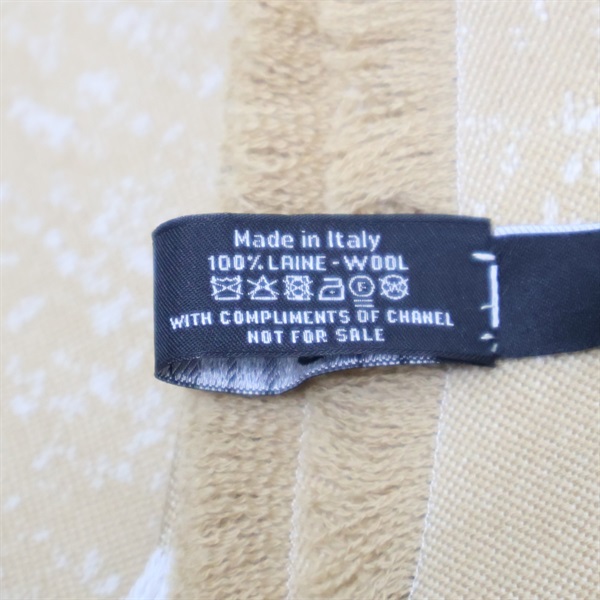 Made in Italy
100% LAINE - WOOL
WITH COMPLIMENTS OF CHANEL
NOT FOR SALE